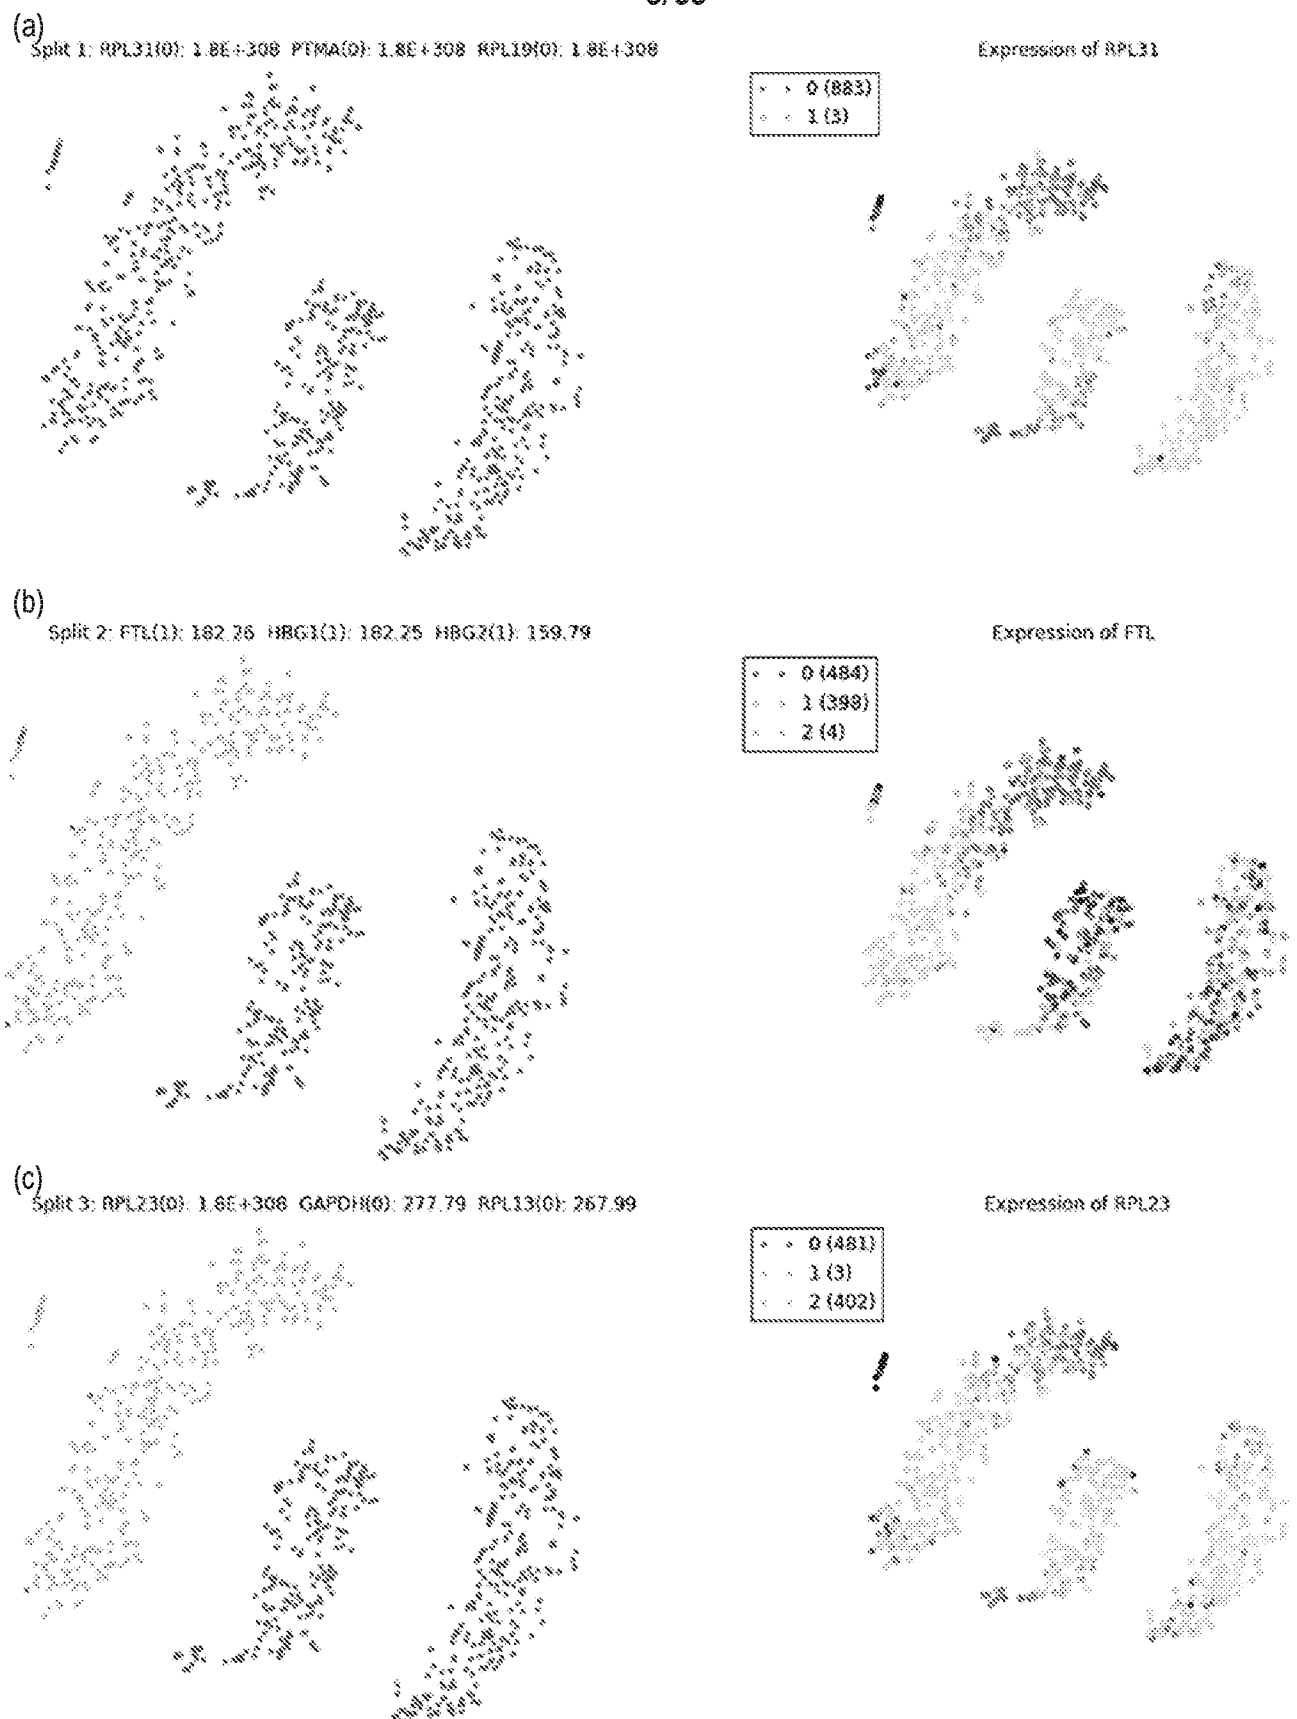 (a)
Split 1: RPL31(0): 1.8E+308 PTMA(0): 1.8E+308 RPL19(0): 1.8E+308
Expression of RPL31
0 (883)
1 (3)
(b)
Split 2: FTL(1): 182.26 HBG1(1): 182.25 HBG2(1): 159.79
Expression of FTL
0 (484)
1 (398)
2 (4)
(c)
Split 3: RPL23(0): 1.8E+308 GAPDH(0): 277.79 RPL13(0): 267.99
Expression of RPL23
0 (481)
1 (3)
2 (402)